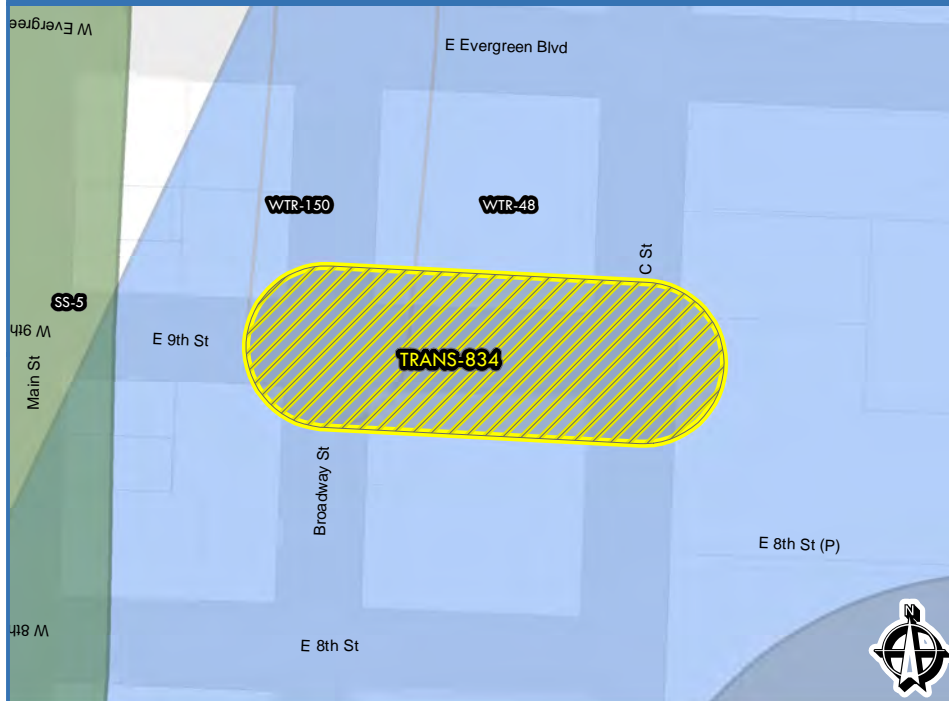 W Evergree
E Evergreen Blvd
WTR-150
WTR-48
C St
SS-5
W 9th
E 9th St
TRANS-834
Main St
Broadway St
E 8th St (P)
W 8th
E 8th St
N